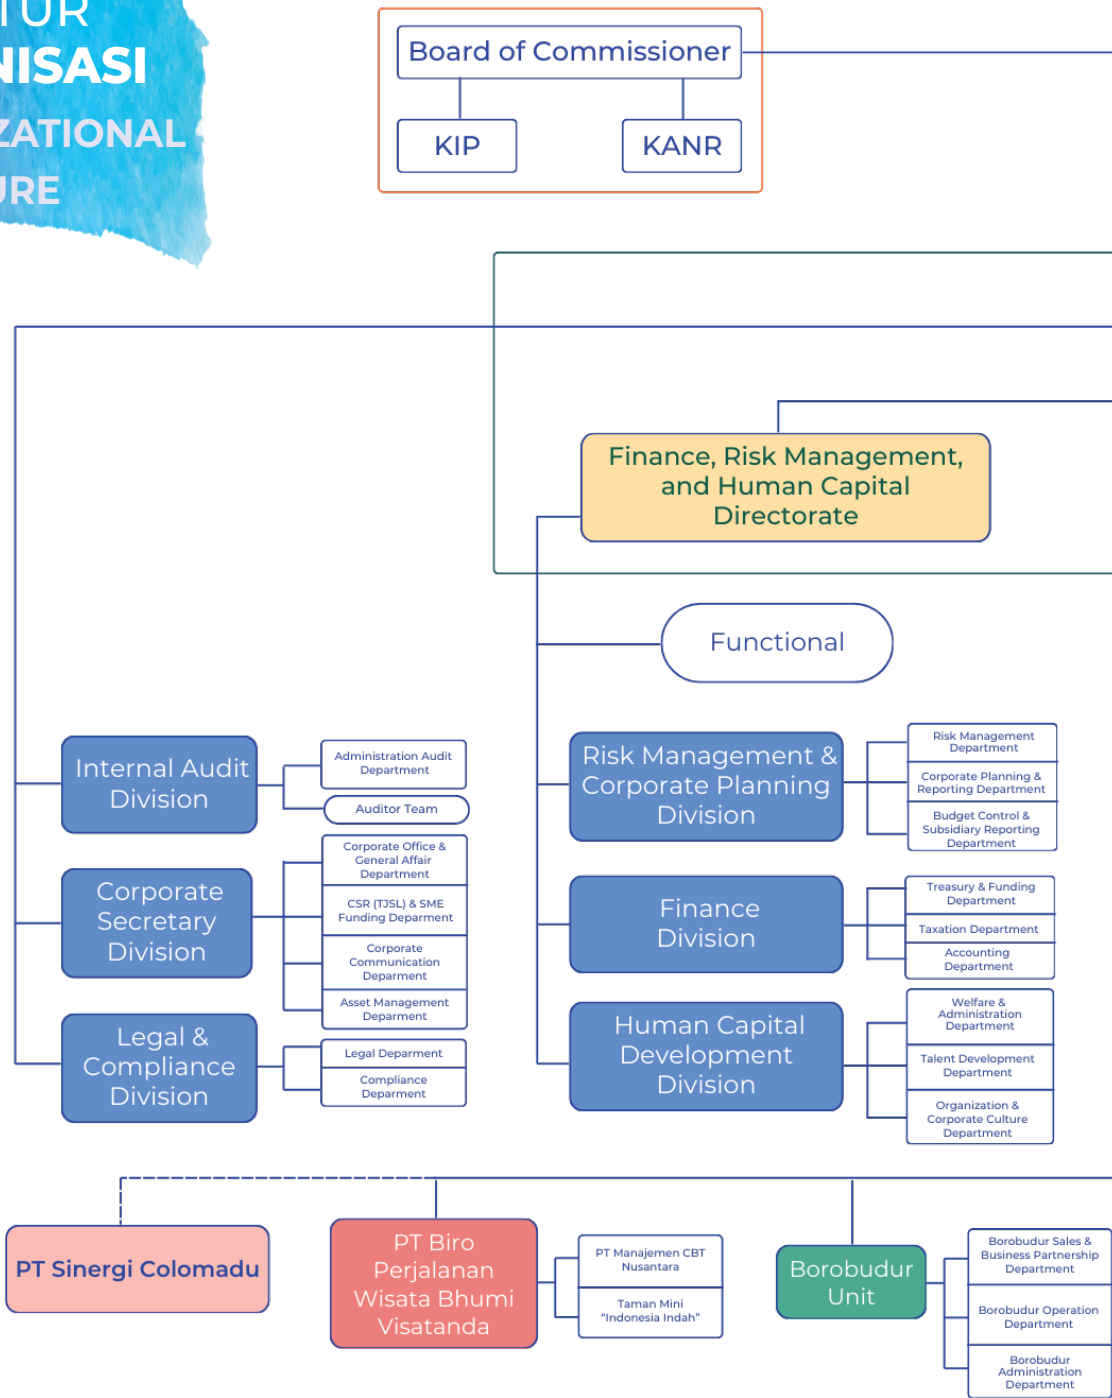 TUR
NISASI
ZATIONAL
URE
Board of Commissioner
KIP
KANR
Finance, Risk Management,
and Human Capital
Directorate
Functional
Internal Audit
Division
Administration Audit
Department
Auditor Team
Corporate
Secretary
Division
Corporate Office &
General Affair
Department
CSR (TJSL) & SME
Funding Deparment
Corporate
Communication
Deparment
Asset Management
Deparment
Legal &
Compliance
Division
Legal Deparment
Compliance
Deparment
Risk Management &
Corporate Planning
Division
Risk Management
Department
Corporate Planning &
Reporting Department
Budget Control &
Subsidiary Reporting
Department
Finance
Division
Treasury & Funding
Department
Taxation Department
Accounting
Department
Human Capital
Development
Division
Welfare &
Administration
Department
Talent Development
Department
Organization &
Corporate Culture
Department
PT Sinergi Colomadu
PT Biro
Perjalanan
Wisata Bhumi
Visatanda
PT Manajemen CBT
Nusantara
Taman Mini
“Indonesia Indah”
Borobudur
Unit
Borobudur Sales &
Business Partnership
Department
Borobudur Operation
Department
Borobudur
Administration
Department